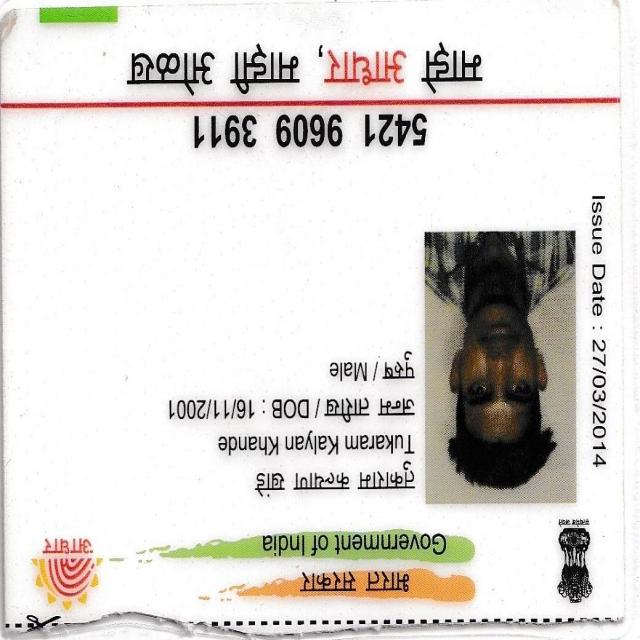 भारत सरकार
Government of India
आधार
सत्यमेव जयते
तुकाराम कल्याण खांडे
Tukaram Kalyan Khande
जन्म तारीख / DOB : 16/11/2001
पुरुष / Male
Issue Date : 27/03/2014
5421 9609 3911
माझे आधार, माझी ओळख